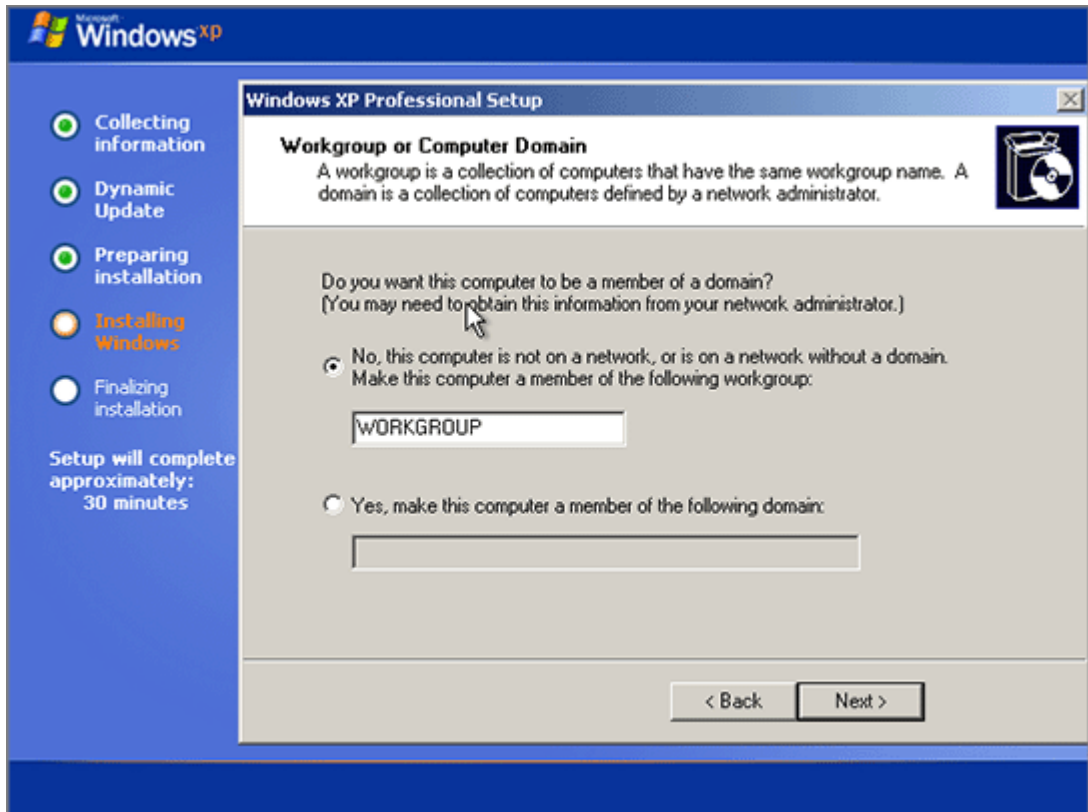 Microsoft
Windows xp
Collecting
information
Dynamic
Update
Preparing
installation
Installing
Windows
Finalizing
installation
Setup will complete
approximately:
30 minutes
Windows XP Professional Setup
Workgroup or Computer Domain
A workgroup is a collection of computers that have the same workgroup name. A
domain is a collection of computers defined by a network administrator.
Do you want this computer to be a member of a domain?
(You may need to obtain this information from your network administrator.)
No, this computer is not on a network, or is on a network without a domain.
Make this computer a member of the following workgroup:
WORKGROUP
Yes, make this computer a member of the following domain:
< Back
Next >